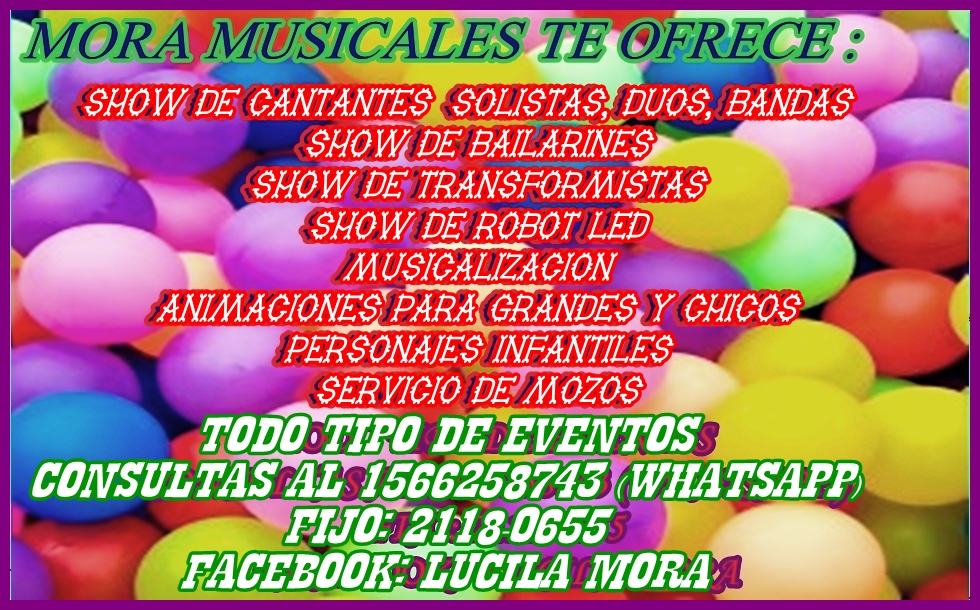 MORA MUSICALES TE OFRECE :
SHOW DE CANTANTES SOLISTAS, DUOS, BANDAS
SHOW DE BAILARINES
SHOW DE TRANSFORMISTAS
SHOW DE ROBOT LED
MUSICALIZACION
ANIMACIONES PARA GRANDES Y CHICOS
PERSONAJES INFANTILES
SERVICIO DE MOZOS
TODO TIPO DE EVENTOS
CONSULTAS AL 1566258743 (WHATSAPP)
FIJO: 2118-0655
FACEBOOK: LUCILA MORA